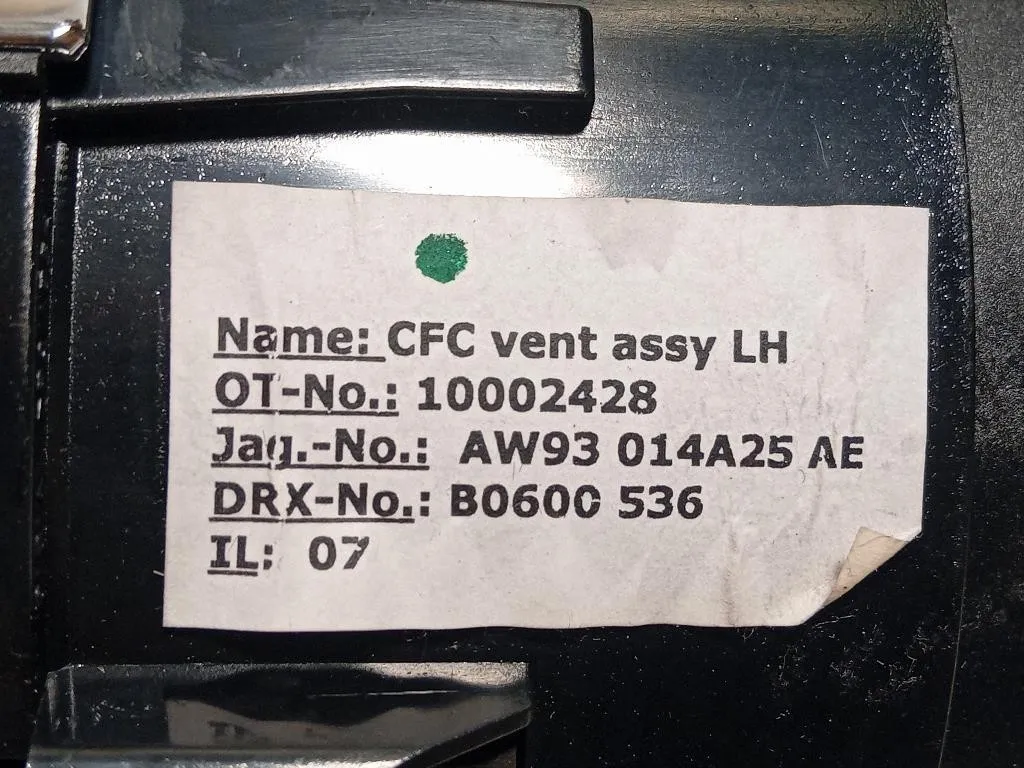 Name: CFC vent assy LH
OT-No.: 10002428
Jag.-No.: AW93 014A25 AE
DRX-No.: B0600 536
IL: 07